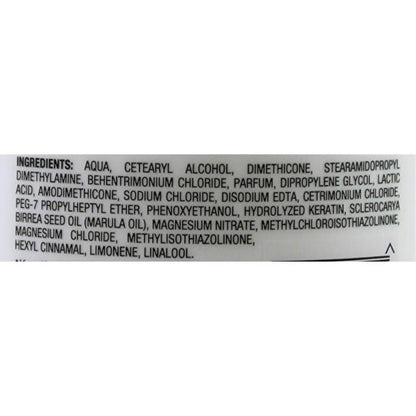 INGREDIENTS: AQUA, CETEARYL ALCOHOL, DIMETHICONE, STEARAMIDOPROPYL
DIMETHYLAMINE, BEHENTRIMONIUM CHLORIDE, PARFUM, DIPROPYLENE GLYCOL, LACTIC
ACID, AMODIMETHICONE, SODIUM CHLORIDE, DISODIUM EDTA, CETRIMONIUM CHLORIDE,
PEG-7 PROPYLHEPTYL ETHER, PHENOXYETHANOL, HYDROLYZED KERATIN, SCLEROCARYA
BIRREA SEED OIL (MARULA OIL), MAGNESIUM NITRATE, METHYLCHLOROISOTHIAZOLINONE,
MAGNESIUM CHLORIDE, METHYLISOTHIAZOLINONE,
HEXYL CINNAMAL, LIMONENE, LINALOOL.